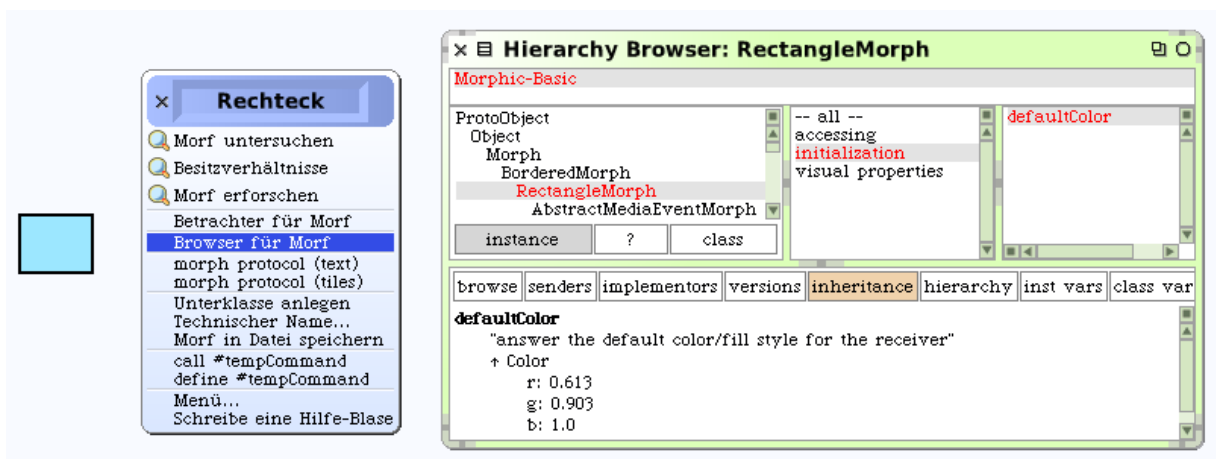 Rechteck
Morf untersuchen
Besitzverhältnisse
Morf erforschen
Betrachter für Morf
Browser für Morf
morph protocol (text)
morph protocol (tiles)
Unterklasse anlegen
Technischer Name...
Morf in Datei speichern
call #tempCommand
define #tempCommand
Menü...
Schreibe eine Hilfe-Blase
Hierarchy Browser: RectangleMorph
Morphic-Basic
ProtoObject
Object
Morph
BorderedMorph
RectangleMorph
AbstractMediaEventMorph
instance ? class
-- all --
accessing
initialization
visual properties
defaultColor
browse senders implementors versions inheritance hierarchy inst vars class var
defaultColor
"answer the default color/fill style for the receiver"
↑ Color
r: 0.613
g: 0.903
b: 1.0